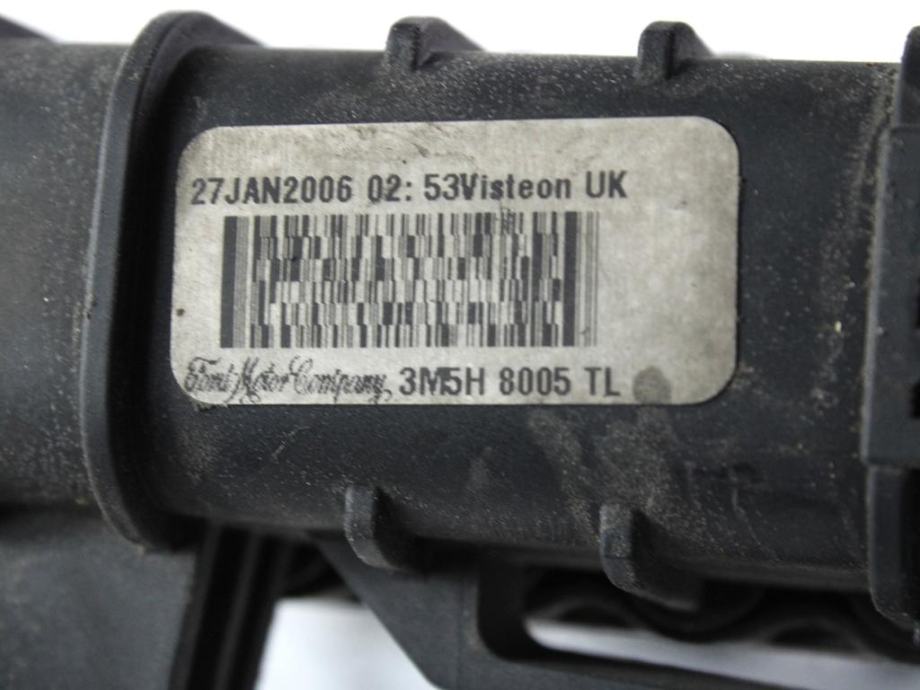 27JAN2006 02: 53Visteon UK
Ford Motor Company, 3M5H 8005 TL